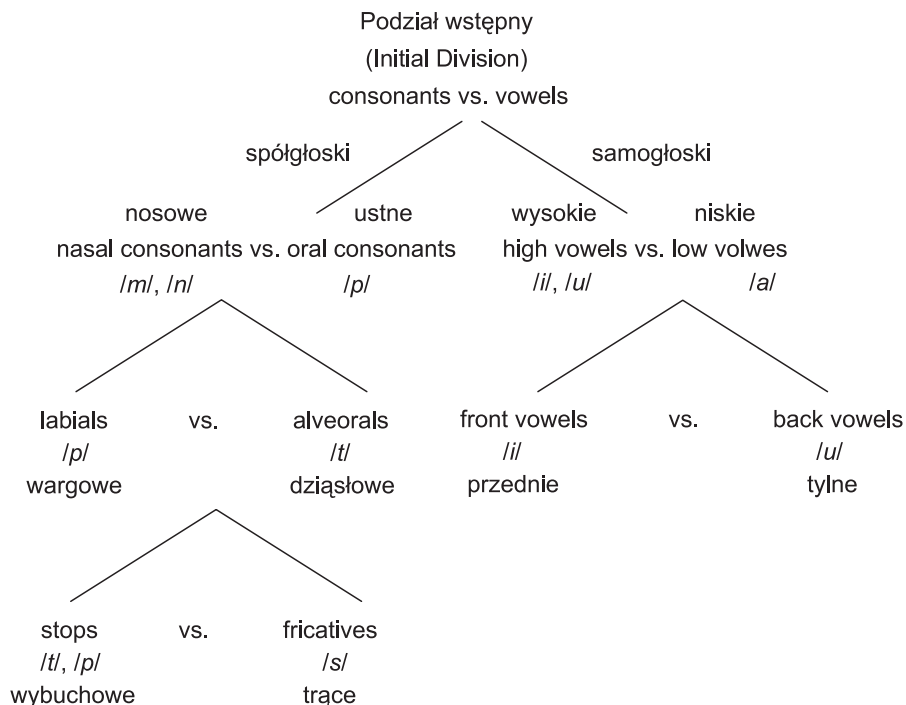 Podział wstępny
(Initial Division)
consonants vs. vowels
spółgłoski samogłoski
nosowe ustne wysokie niskie
nasal consonants vs. oral consonants high vowels vs. low volwes
/m/, /n/ /p/ /i/, /u/ /a/
labials vs. alveorals front vowels vs. back vowels
/p/ /t/ /i/ /u/
wargowe dziąsłowe przednie tylne
stops vs. fricatives
/t/, /p/ /s/
wybuchowe trące